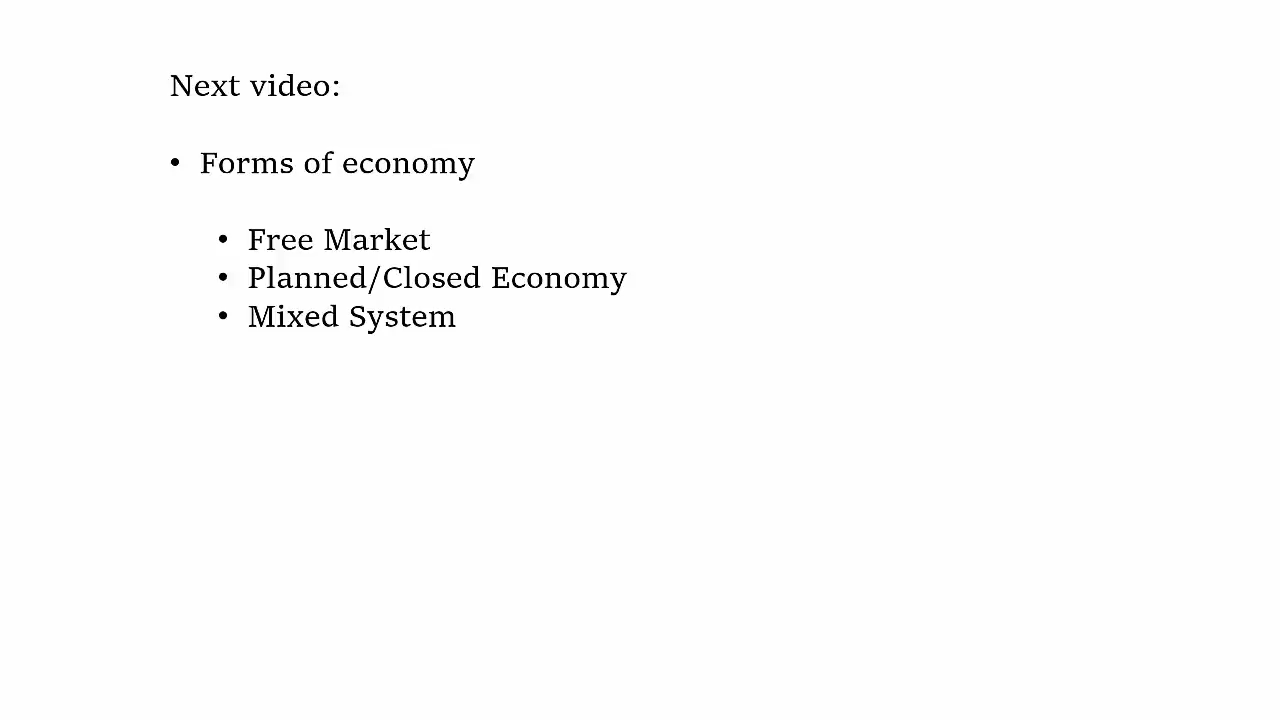 Next video:
• Forms of economy
• Free Market
• Planned/Closed Economy
• Mixed System